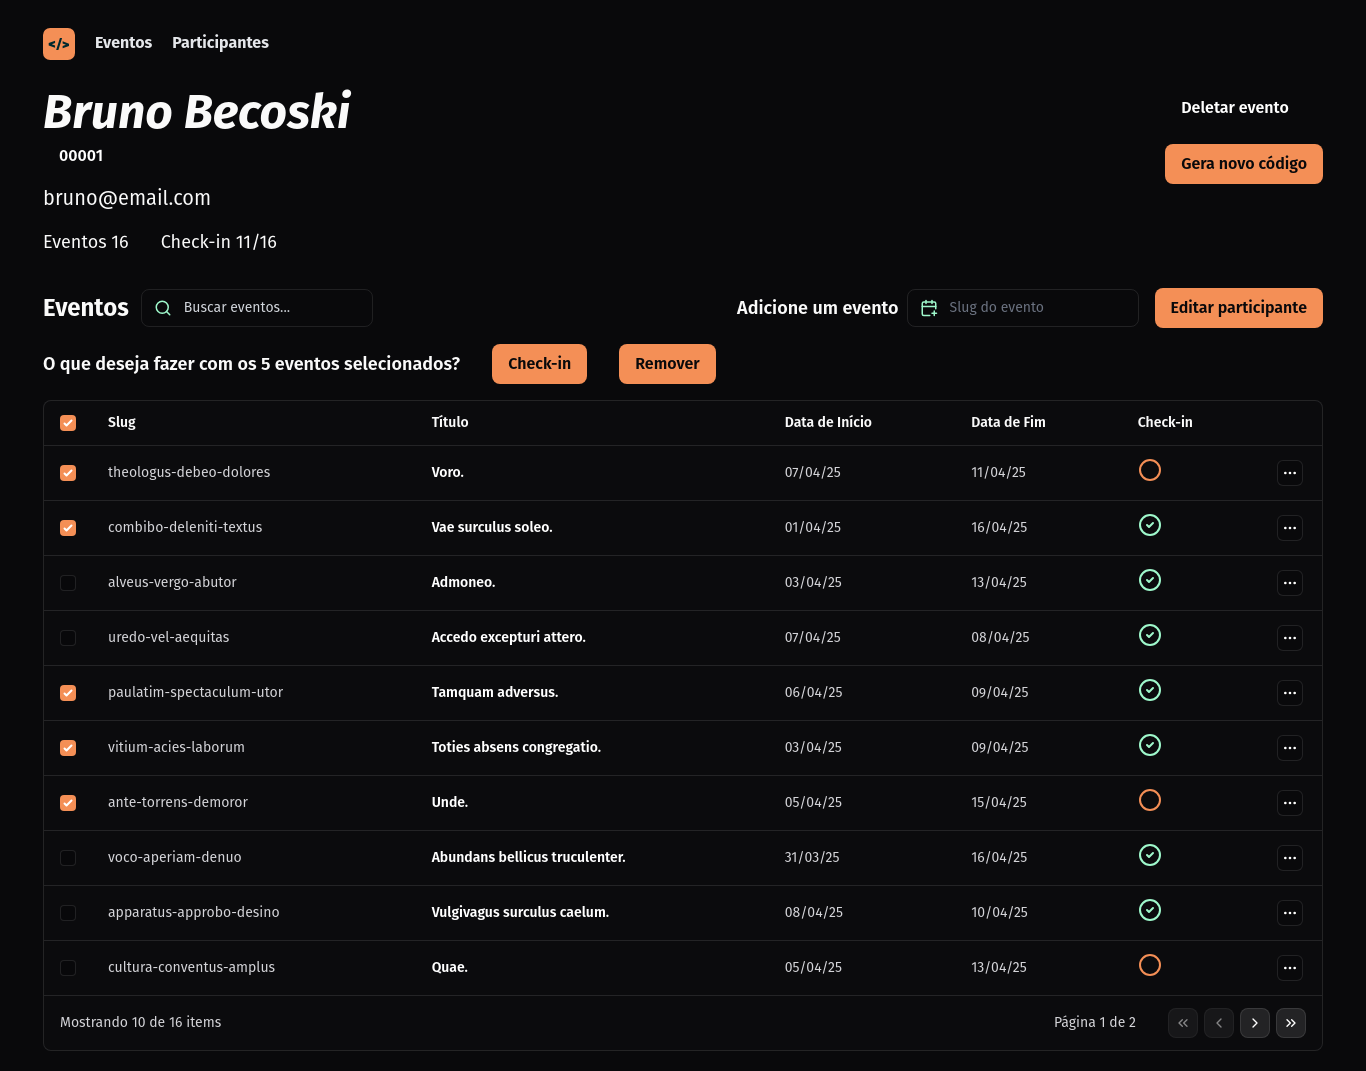 </> Eventos Participantes
Bruno Becoski
Deletar evento
00001
Gera novo código
bruno@email.com
Eventos 16 Check-in 11/16
Eventos Buscar eventos... Adicione um evento Slug do evento Editar participante
O que deseja fazer com os 5 eventos selecionados? Check-in Remover
Slug Título Data de Início Data de Fim Check-in
theologus-debeo-dolores Voro. 07/04/25 11/04/25
combibo-deleniti-textus Vae surculus soleo. 01/04/25 16/04/25
alveus-vergo-abutor Admoneo. 03/04/25 13/04/25
uredo-vel-aequitas Accedo excepturi attero. 07/04/25 08/04/25
paulatim-spectaculum-utor Tamquam adversus. 06/04/25 09/04/25
vitium-acies-laborum Toties absens congregatio. 03/04/25 09/04/25
ante-torrens-demoror Unde. 05/04/25 15/04/25
voco-aperiam-denuo Abundans bellicus truculenter. 31/03/25 16/04/25
apparatus-approbo-desino Vulgivagus surculus caelum. 08/04/25 10/04/25
cultura-conventus-amplus Quae. 05/04/25 13/04/25
Mostrando 10 de 16 items Página 1 de 2